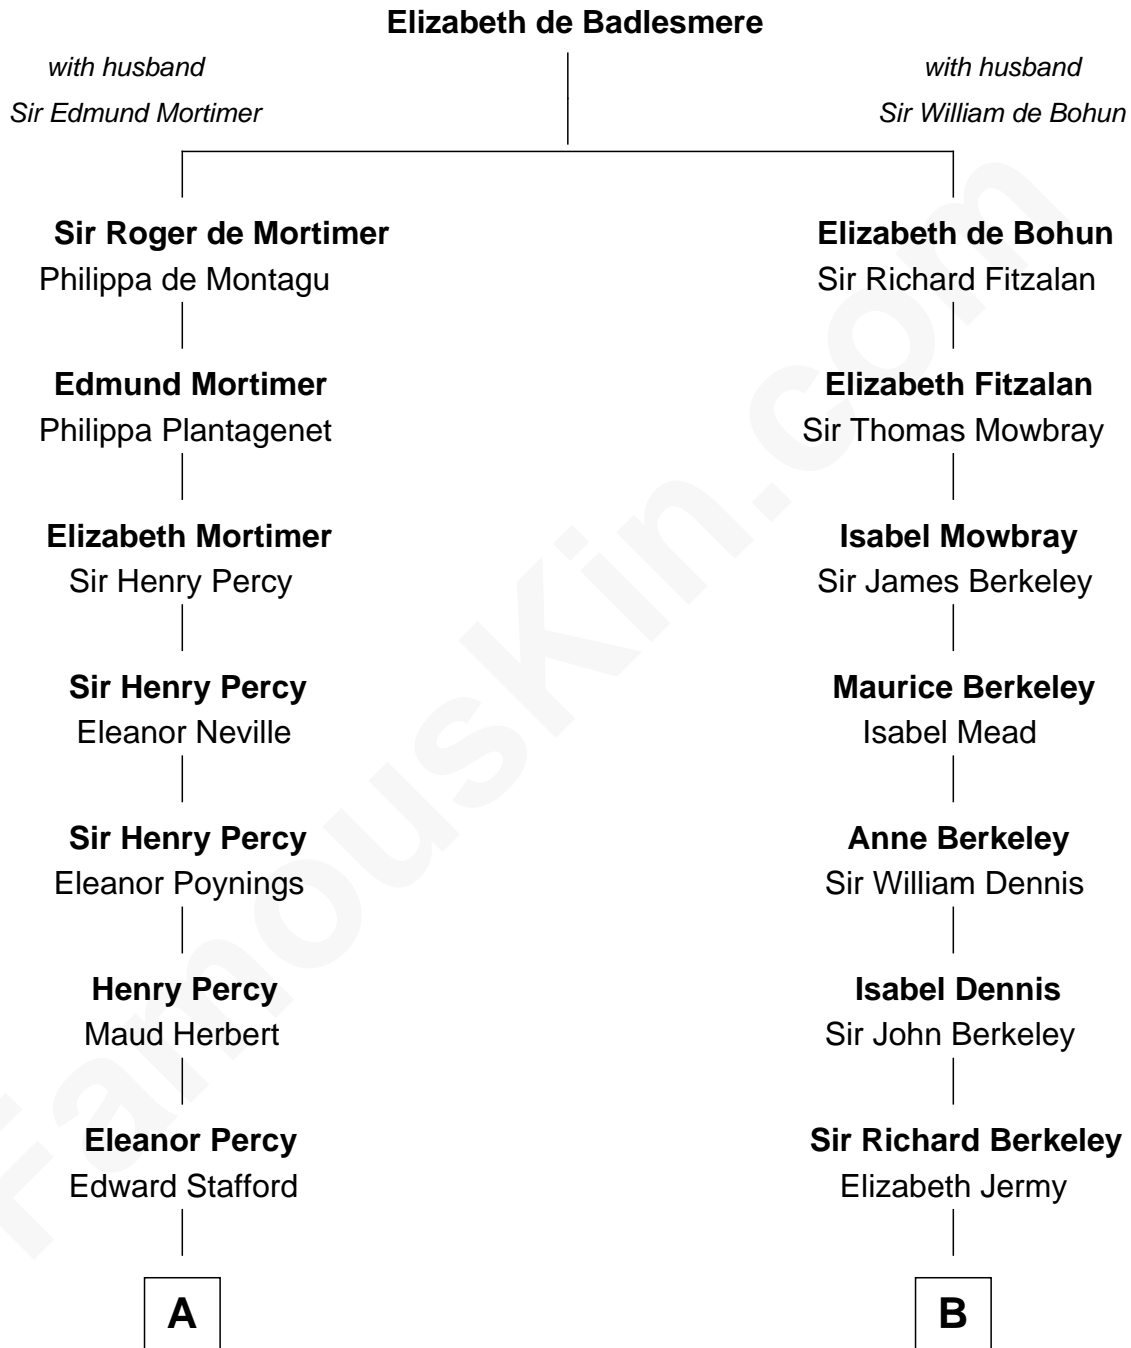 Elizabeth de Badlesmere
with husband
Sir Edmund Mortimer
with husband
Sir William de Bohun
Sir Roger de Mortimer
Philippa de Montagu
Edmund Mortimer
Philippa Plantagenet
Elizabeth Mortimer
Sir Henry Percy
Sir Henry Percy
Eleanor Neville
Sir Henry Percy
Eleanor Poynings
Henry Percy
Maud Herbert
Eleanor Percy
Edward Stafford
A
Elizabeth de Bohun
Sir Richard Fitzalan
Elizabeth Fitzalan
Sir Thomas Mowbray
Isabel Mowbray
Sir James Berkeley
Maurice Berkeley
Isabel Mead
Anne Berkeley
Sir William Dennis
Isabel Dennis
Sir John Berkeley
Sir Richard Berkeley
Elizabeth Jermy
B
FamousKin.com